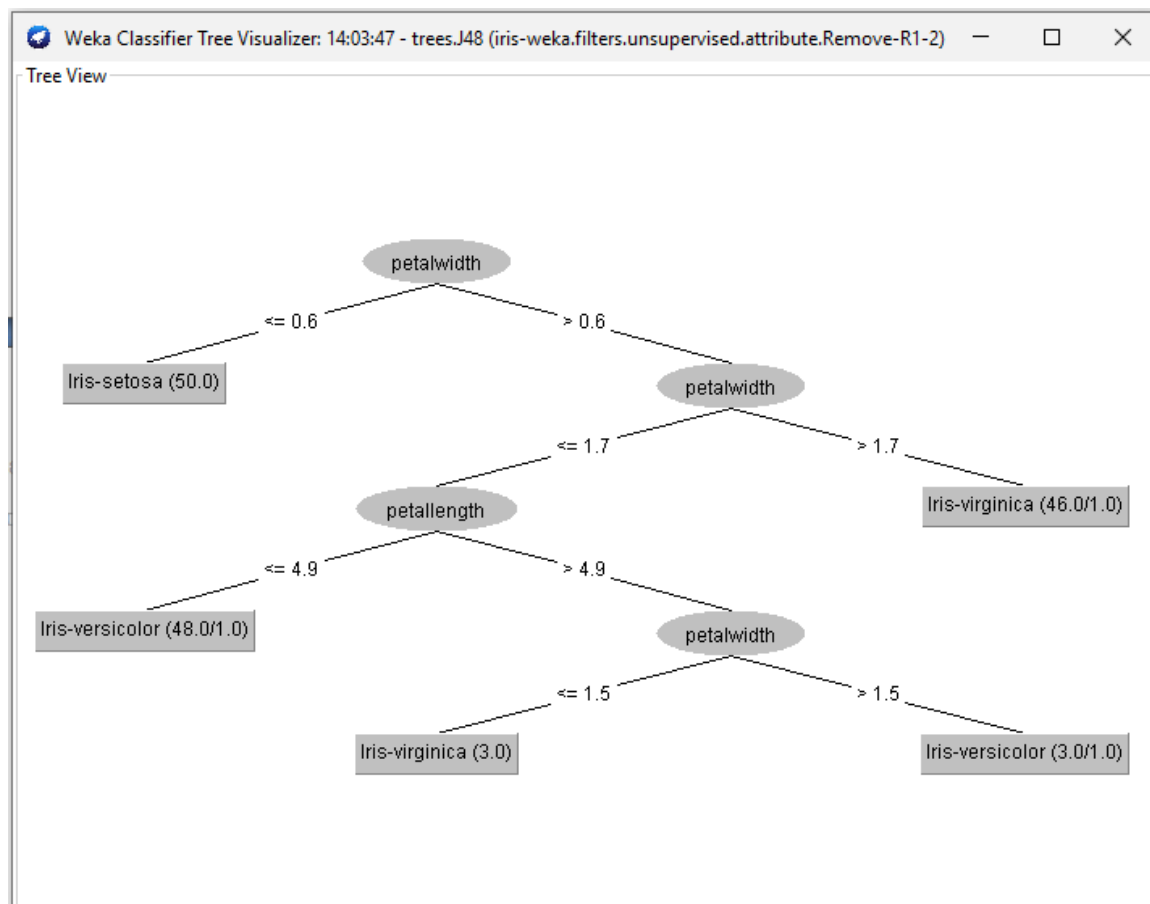 Weka Classifier Tree Visualizer: 14:03:47 - trees.J48 (iris-weka.filters.unsupervised.attribute.Remove-R1-2)
Tree View
petalwidth
<= 0.6
> 0.6
Iris-setosa (50.0)
petalwidth
<= 1.7
> 1.7
petallength
Iris-virginica (46.0/1.0)
<= 4.9
> 4.9
Iris-versicolor (48.0/1.0)
petalwidth
<= 1.5
> 1.5
Iris-virginica (3.0)
Iris-versicolor (3.0/1.0)